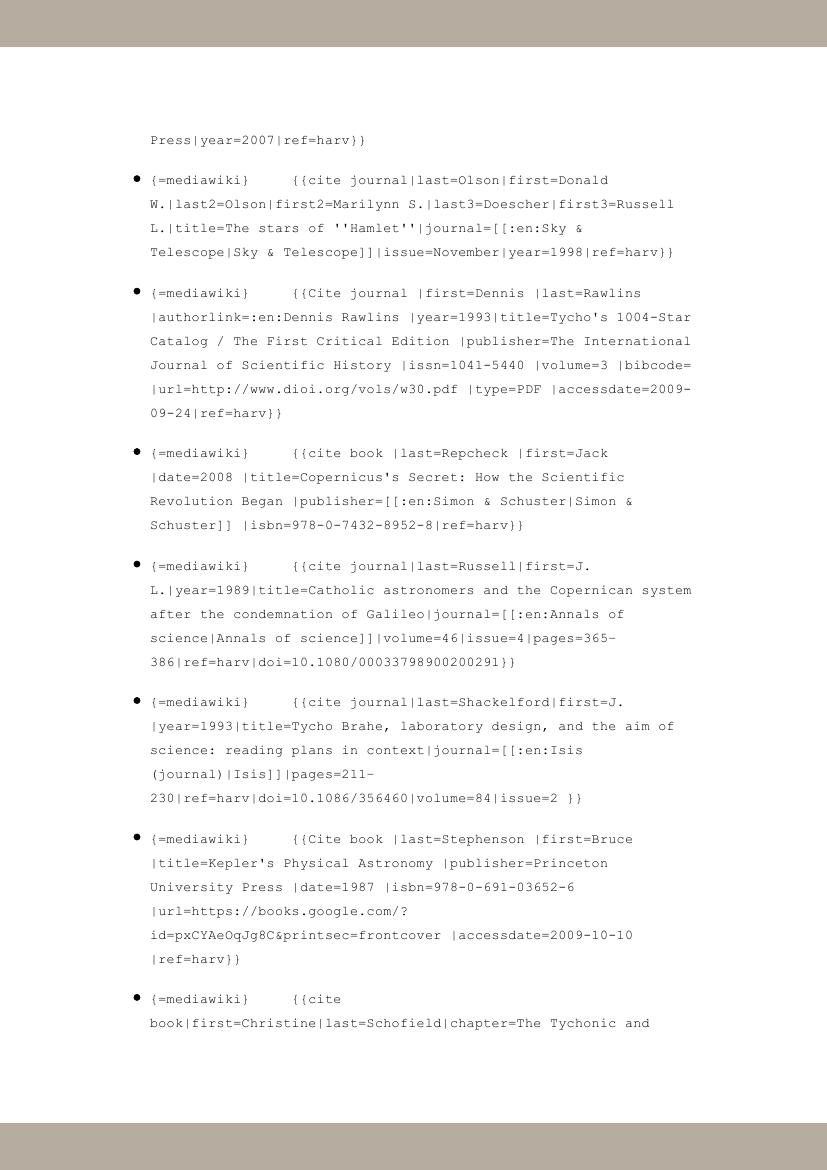 Press|year=2007|ref=harv}}
• {=mediawiki} {{cite journal|last=Olson|first=Donald
W.|last2=Olson|first2=Marilynn S.|last3=Doescher|first3=Russell
L.|title=The stars of ''Hamlet''|journal=[[:en:Sky &
Telescope|Sky & Telescope]]|issue=November|year=1998|ref=harv}}
• {=mediawiki} {{Cite journal |first=Dennis |last=Rawlins
|authorlink=:en:Dennis Rawlins |year=1993|title=Tycho's 1004-Star
Catalog / The First Critical Edition |publisher=The International
Journal of Scientific History |issn=1041-5440 |volume=3 |bibcode=
|url=http://www.dioi.org/vols/w30.pdf |type=PDF |accessdate=2009-
09-24|ref=harv}}
• {=mediawiki} {{cite book |last=Repcheck |first=Jack
|date=2008 |title=Copernicus's Secret: How the Scientific
Revolution Began |publisher=[[:en:Simon & Schuster|Simon &
Schuster]] |isbn=978-0-7432-8952-8|ref=harv}}
• {=mediawiki} {{cite journal|last=Russell|first=J.
L.|year=1989|title=Catholic astronomers and the Copernican system
after the condemnation of Galileo|journal=[[:en:Annals of
science|Annals of science]]|volume=46|issue=4|pages=365–
386|ref=harv|doi=10.1080/00033798900200291}}
• {=mediawiki} {{cite journal|last=Shackelford|first=J.
|year=1993|title=Tycho Brahe, laboratory design, and the aim of
science: reading plans in context|journal=[[:en:Isis
(journal)|Isis]]|pages=211–
230|ref=harv|doi=10.1086/356460|volume=84|issue=2 }}
• {=mediawiki} {{Cite book |last=Stephenson |first=Bruce
|title=Kepler's Physical Astronomy |publisher=Princeton
University Press |date=1987 |isbn=978-0-691-03652-6
|url=https://books.google.com/?
id=pxCYAeOqJg8C&printsec=frontcover |accessdate=2009-10-10
|ref=harv}}
• {=mediawiki} {{cite
book|first=Christine|last=Schofield|chapter=The Tychonic and